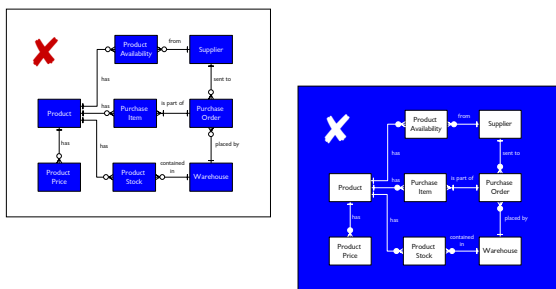 Product
Availability
from
Supplier
has
sent to
Product
has
Purchase
Item
is part of
Purchase
Order
has
has
placed by
Product
Price
Product
Stock
contained
in
Warehouse
Product
Availability
from
Supplier
has
sent to
Product
has
Purchase
Item
is part of
Purchase
Order
has
has
placed by
Product
Price
Product
Stock
contained
in
Warehouse